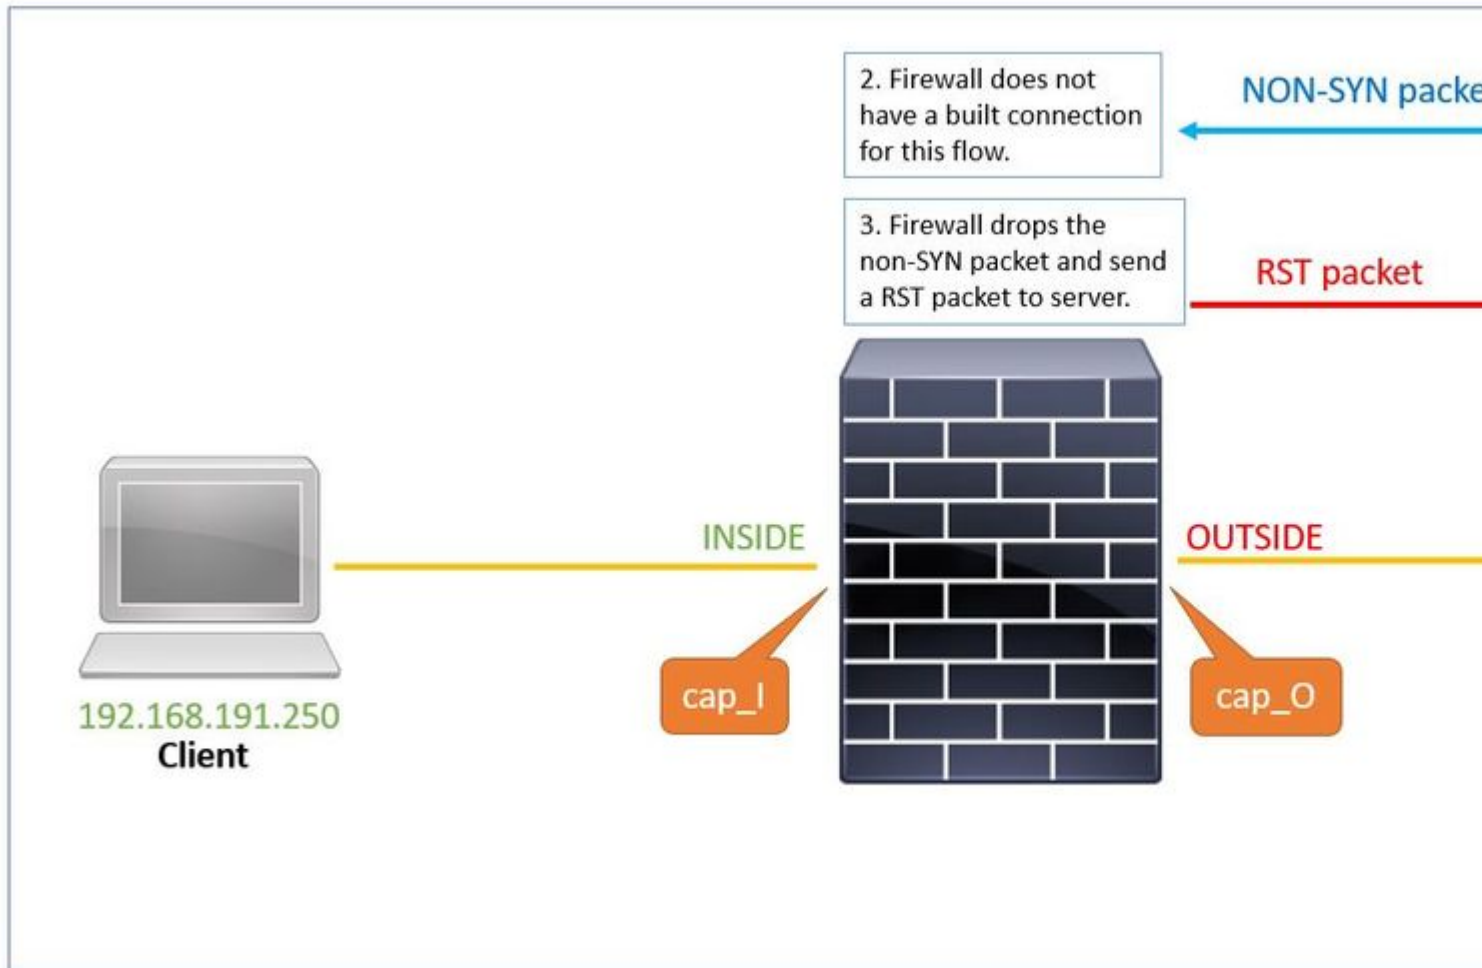 2. Firewall does not
have a built connection
for this flow.
NON-SYN
3. Firewall drops the
non-SYN packet and send
a RST packet to server.
RST packet
INSIDE
OUTSIDE
cap_I
cap_O
192.168.191.250
Client